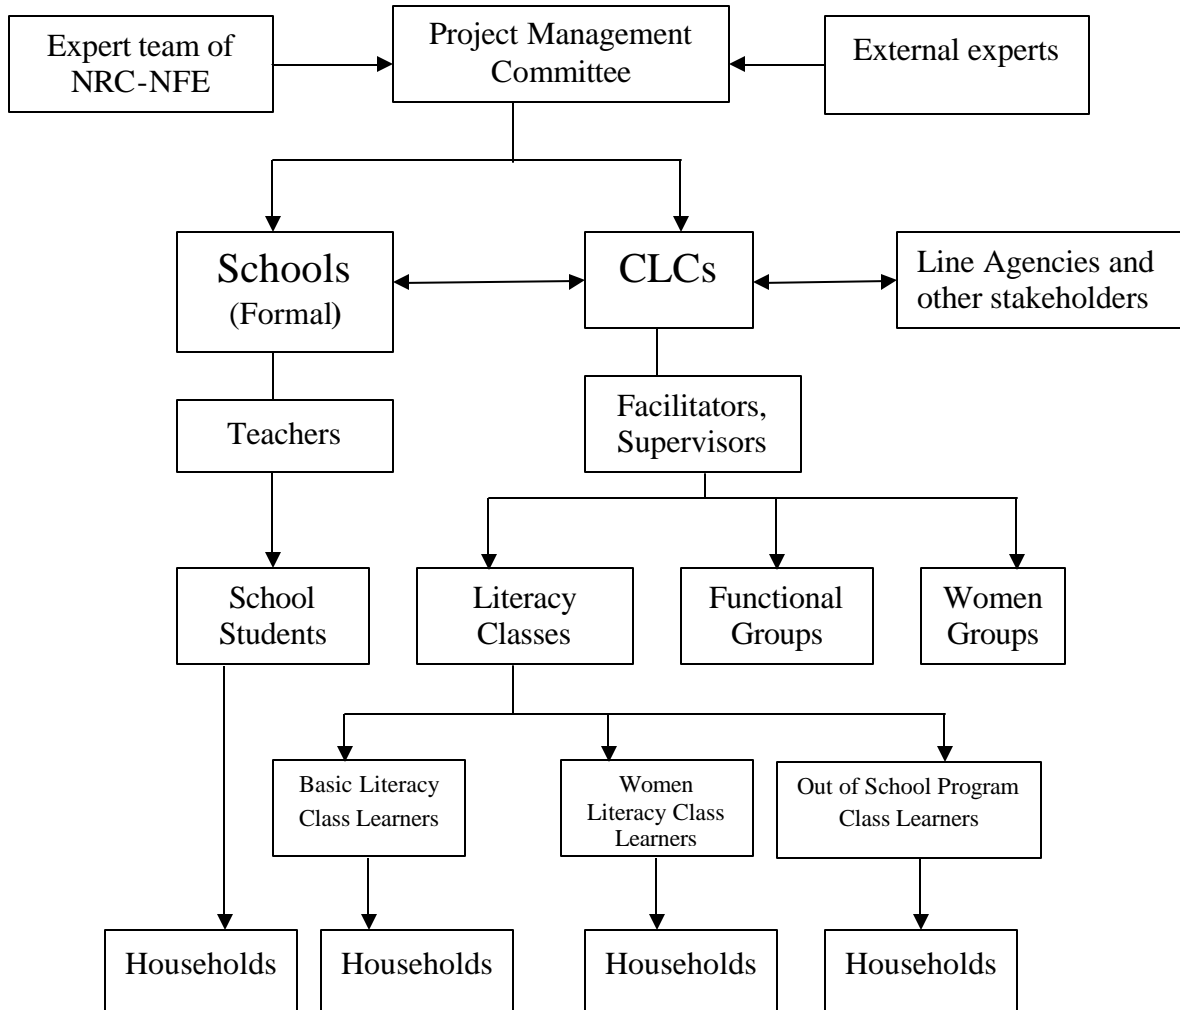 Expert team of
NRC-NFE
Project Management
Committee
External experts
Schools
(Formal)
CLCs
Line Agencies and
other stakeholders
Teachers
Facilitators,
Supervisors
School
Students
Literacy
Classes
Functional
Groups
Women
Groups
Basic Literacy
Class Learners
Women
Literacy Class
Learners
Out of School Program
Class Learners
Households
Households
Households
Households